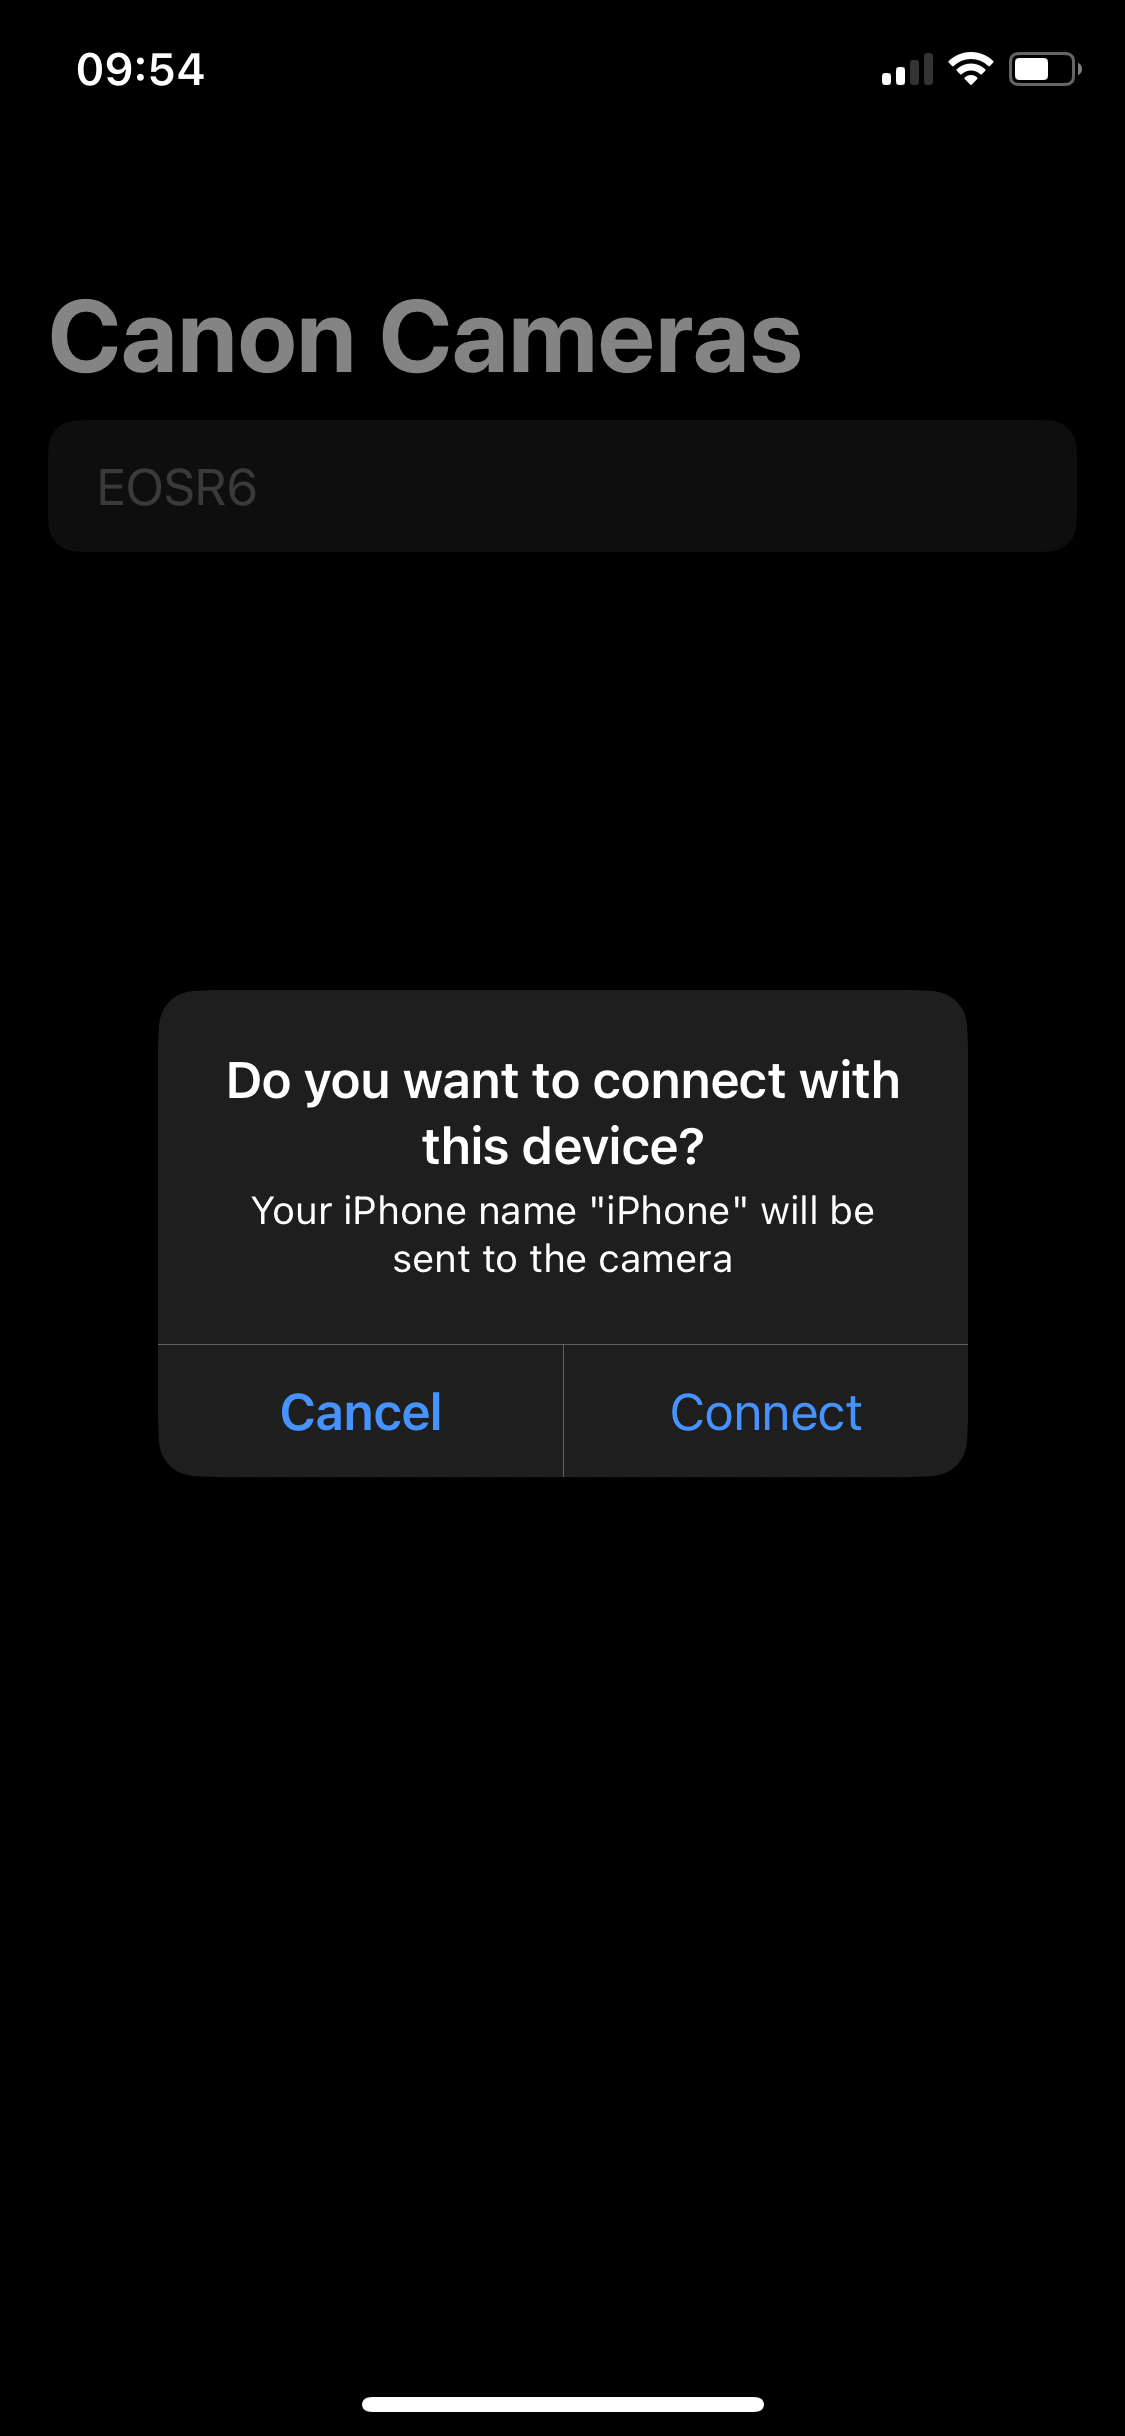 09:54
Canon Cameras
EOSR6
Do you want to connect with
this device?
Your iPhone name "iPhone" will be
sent to the camera
Cancel
Connect